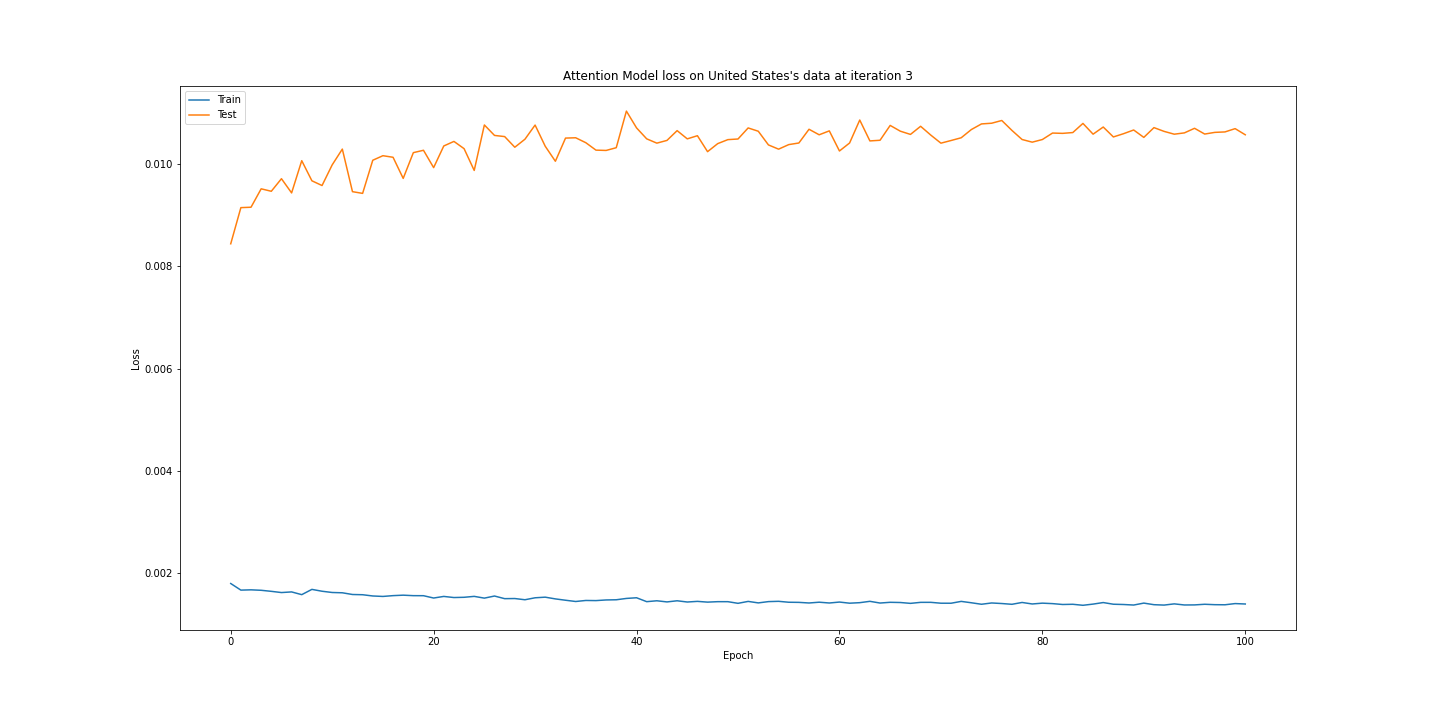 Attention Model loss on United States's data at iteration 3
Train
Test
0.010
0.008
0.006
0.004
0.002
Loss
0
20
40
60
80
100
Epoch